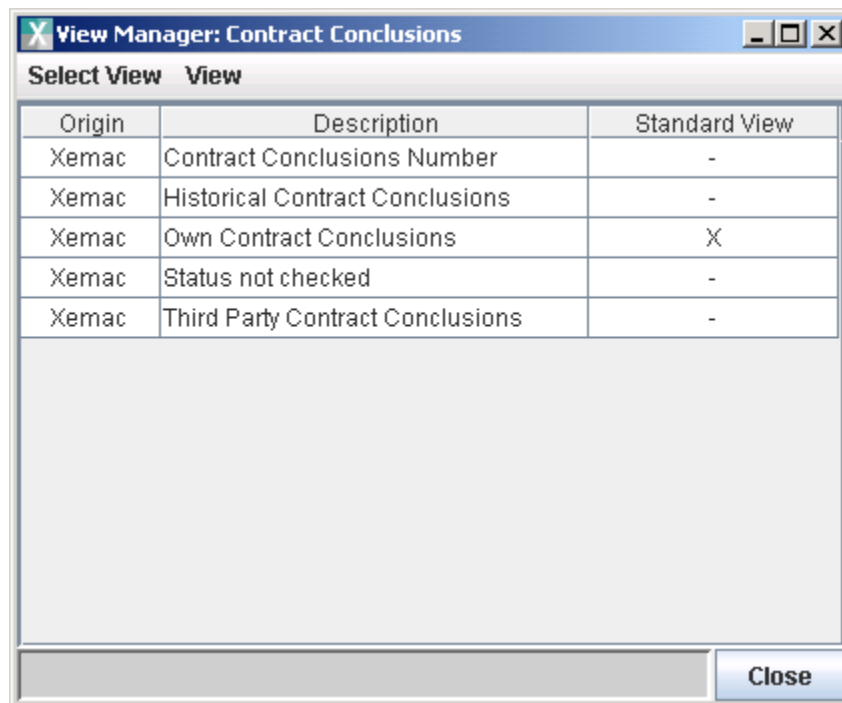 X View Manager: Contract Conclusions
Select View View
Origin Description Standard View
Xemac Contract Conclusions Number -
Xemac Historical Contract Conclusions -
Xemac Own Contract Conclusions X
Xemac Status not checked -
Xemac Third Party Contract Conclusions -
Close